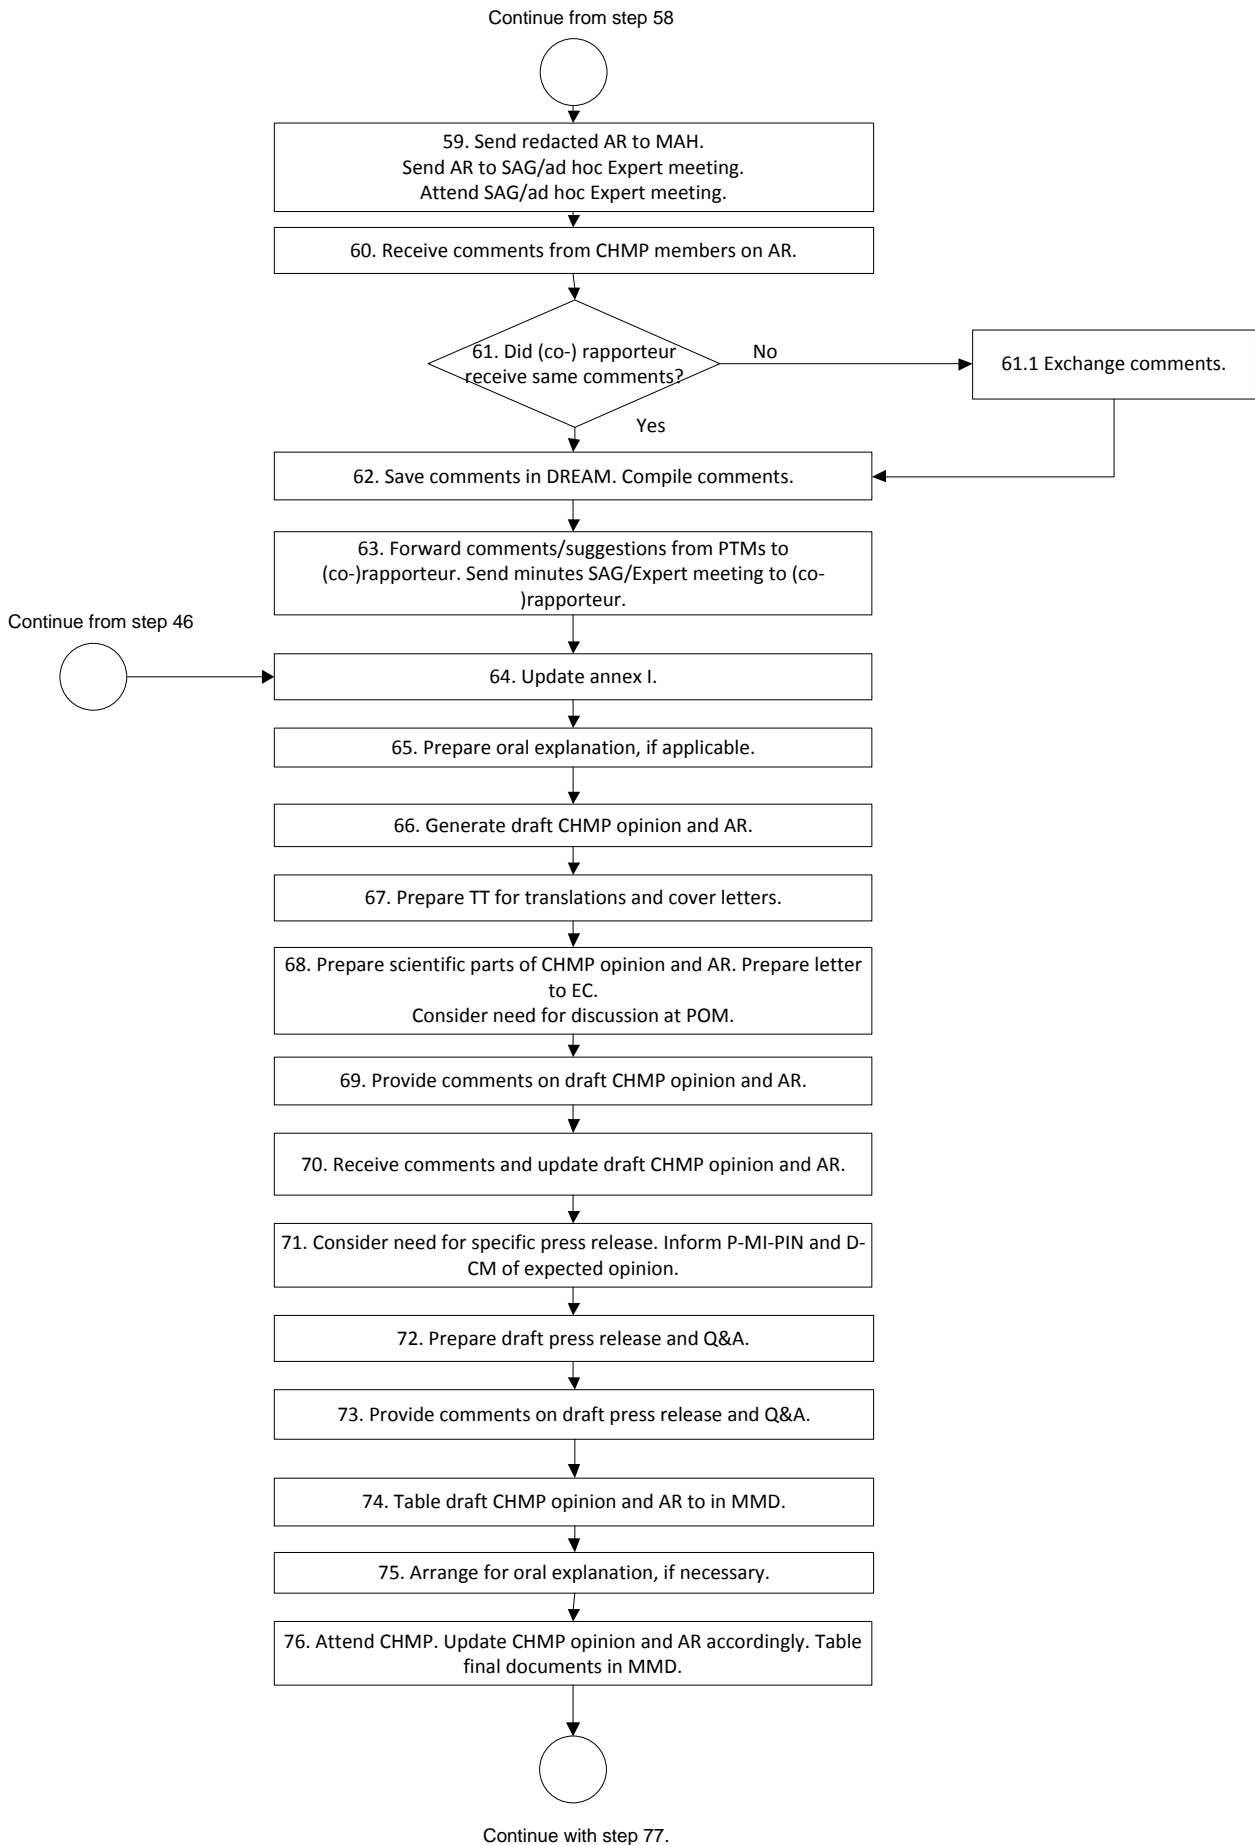 Continue from step 58
59. Send redacted AR to MAH.
Send AR to SAG/ad hoc Expert meeting.
Attend SAG/ad hoc Expert meeting.
60. Receive comments from CHMP members on AR.
61. Did (co-) rapporteur
receive same comments?
No
61.1 Exchange comments.
Yes
62. Save comments in DREAM. Compile comments.
63. Forward comments/suggestions from PTMs to
(co-)rapporteur. Send minutes SAG/Expert meeting to (co-
)rapporteur.
Continue from step 46
64. Update annex I.
65. Prepare oral explanation, if applicable.
66. Generate draft CHMP opinion and AR.
67. Prepare TT for translations and cover letters.
68. Prepare scientific parts of CHMP opinion and AR. Prepare letter
to EC.
Consider need for discussion at POM.
69. Provide comments on draft CHMP opinion and AR.
70. Receive comments and update draft CHMP opinion and AR.
71. Consider need for specific press release. Inform P-MI-PIN and D-
CM of expected opinion.
72. Prepare draft press release and Q&A.
73. Provide comments on draft press release and Q&A.
74. Table draft CHMP opinion and AR to in MMD.
75. Arrange for oral explanation, if necessary.
76. Attend CHMP. Update CHMP opinion and AR accordingly. Table
final documents in MMD.
Continue with step 77.